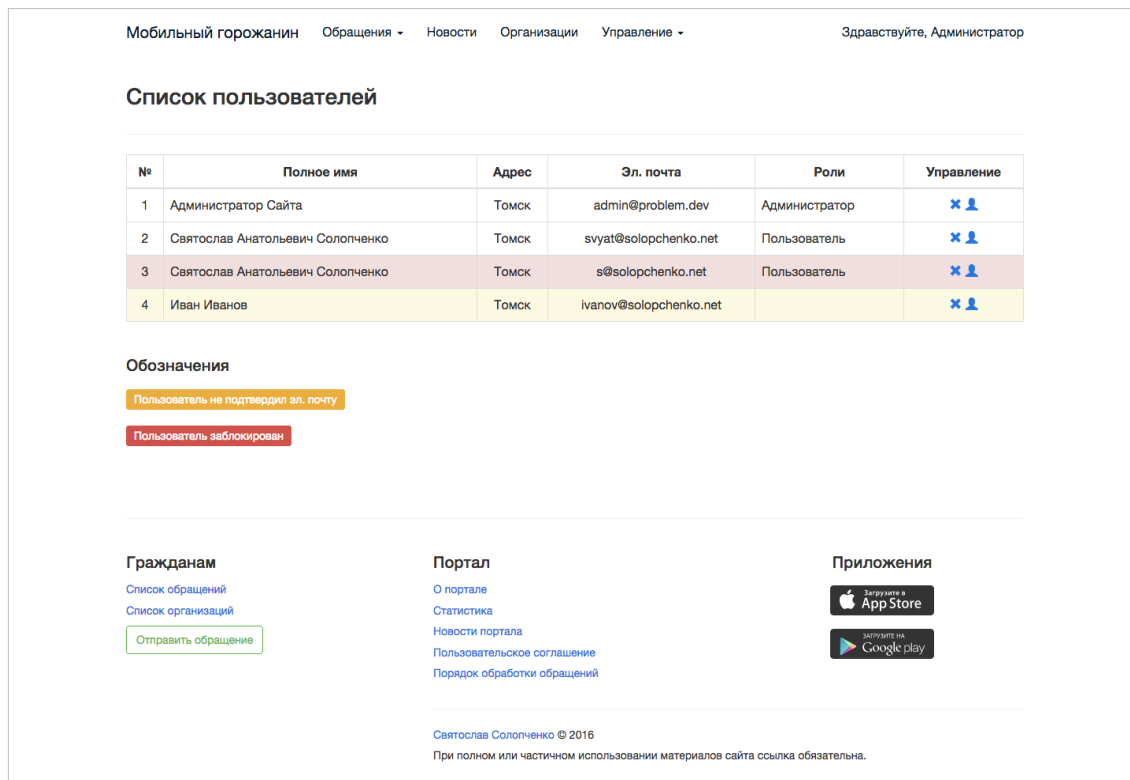 Мобильный горожанин Обращения Новости Организации Управление Здравствуйте, Администратор
Список пользователей
№ Полное имя Адрес Эл. почта Роли Управление
1 Администратор Сайта Томск admin@problem.dev Администратор
2 Святослав Анатольевич Солопченко Томск svyat@solopchenko.net Пользователь
3 Святослав Анатольевич Солопченко Томск s@solopchenko.net Пользователь
4 Иван Иванов Томск ivanov@solopchenko.net
Обозначения
Пользователь не подтвердил эл. почту
Пользователь заблокирован
Гражданам
Список обращений
Список организаций
Отправить обращение
Портал
О портале
Статистика
Новости портала
Пользовательское соглашение
Порядок обработки обращений
Приложения
Загрузите в
App Store
ЗАГРУЗИТЕ НА
Google play
Святослав Солопченко © 2016
При полном или частичном использовании материалов сайта ссылка обязательна.